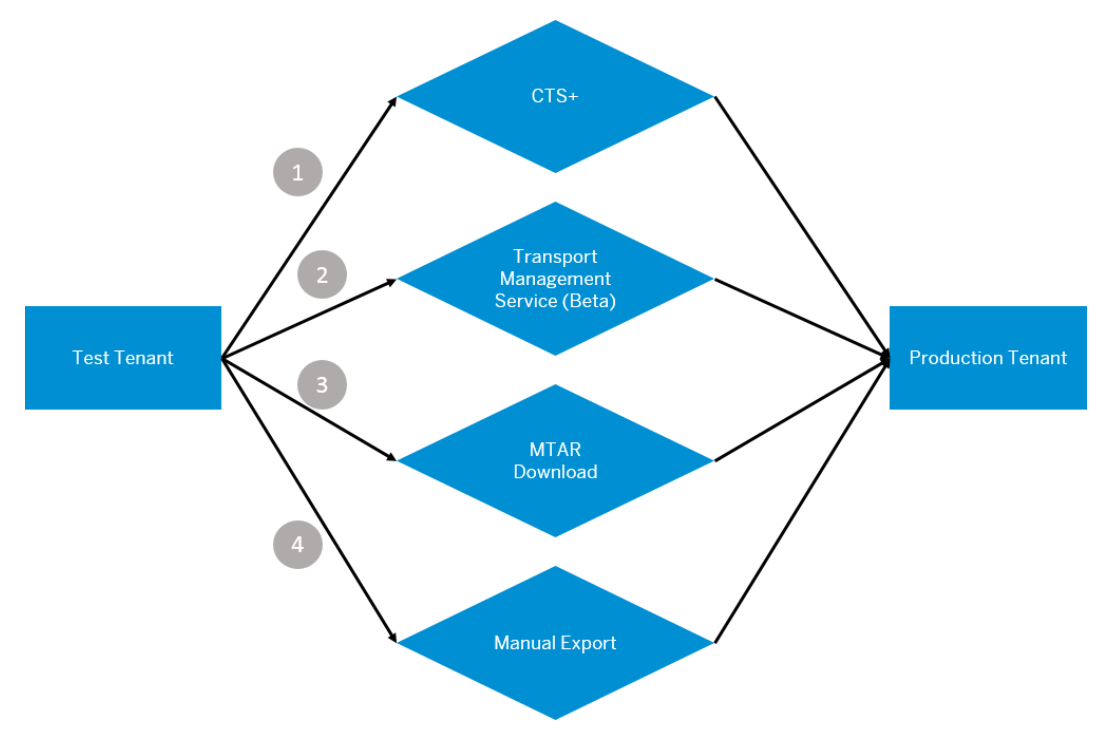 CTS+
1
Transport
Management
Service (Beta)
2
Test Tenant
Production Tenant
3
MTAR
Download
4
Manual Export